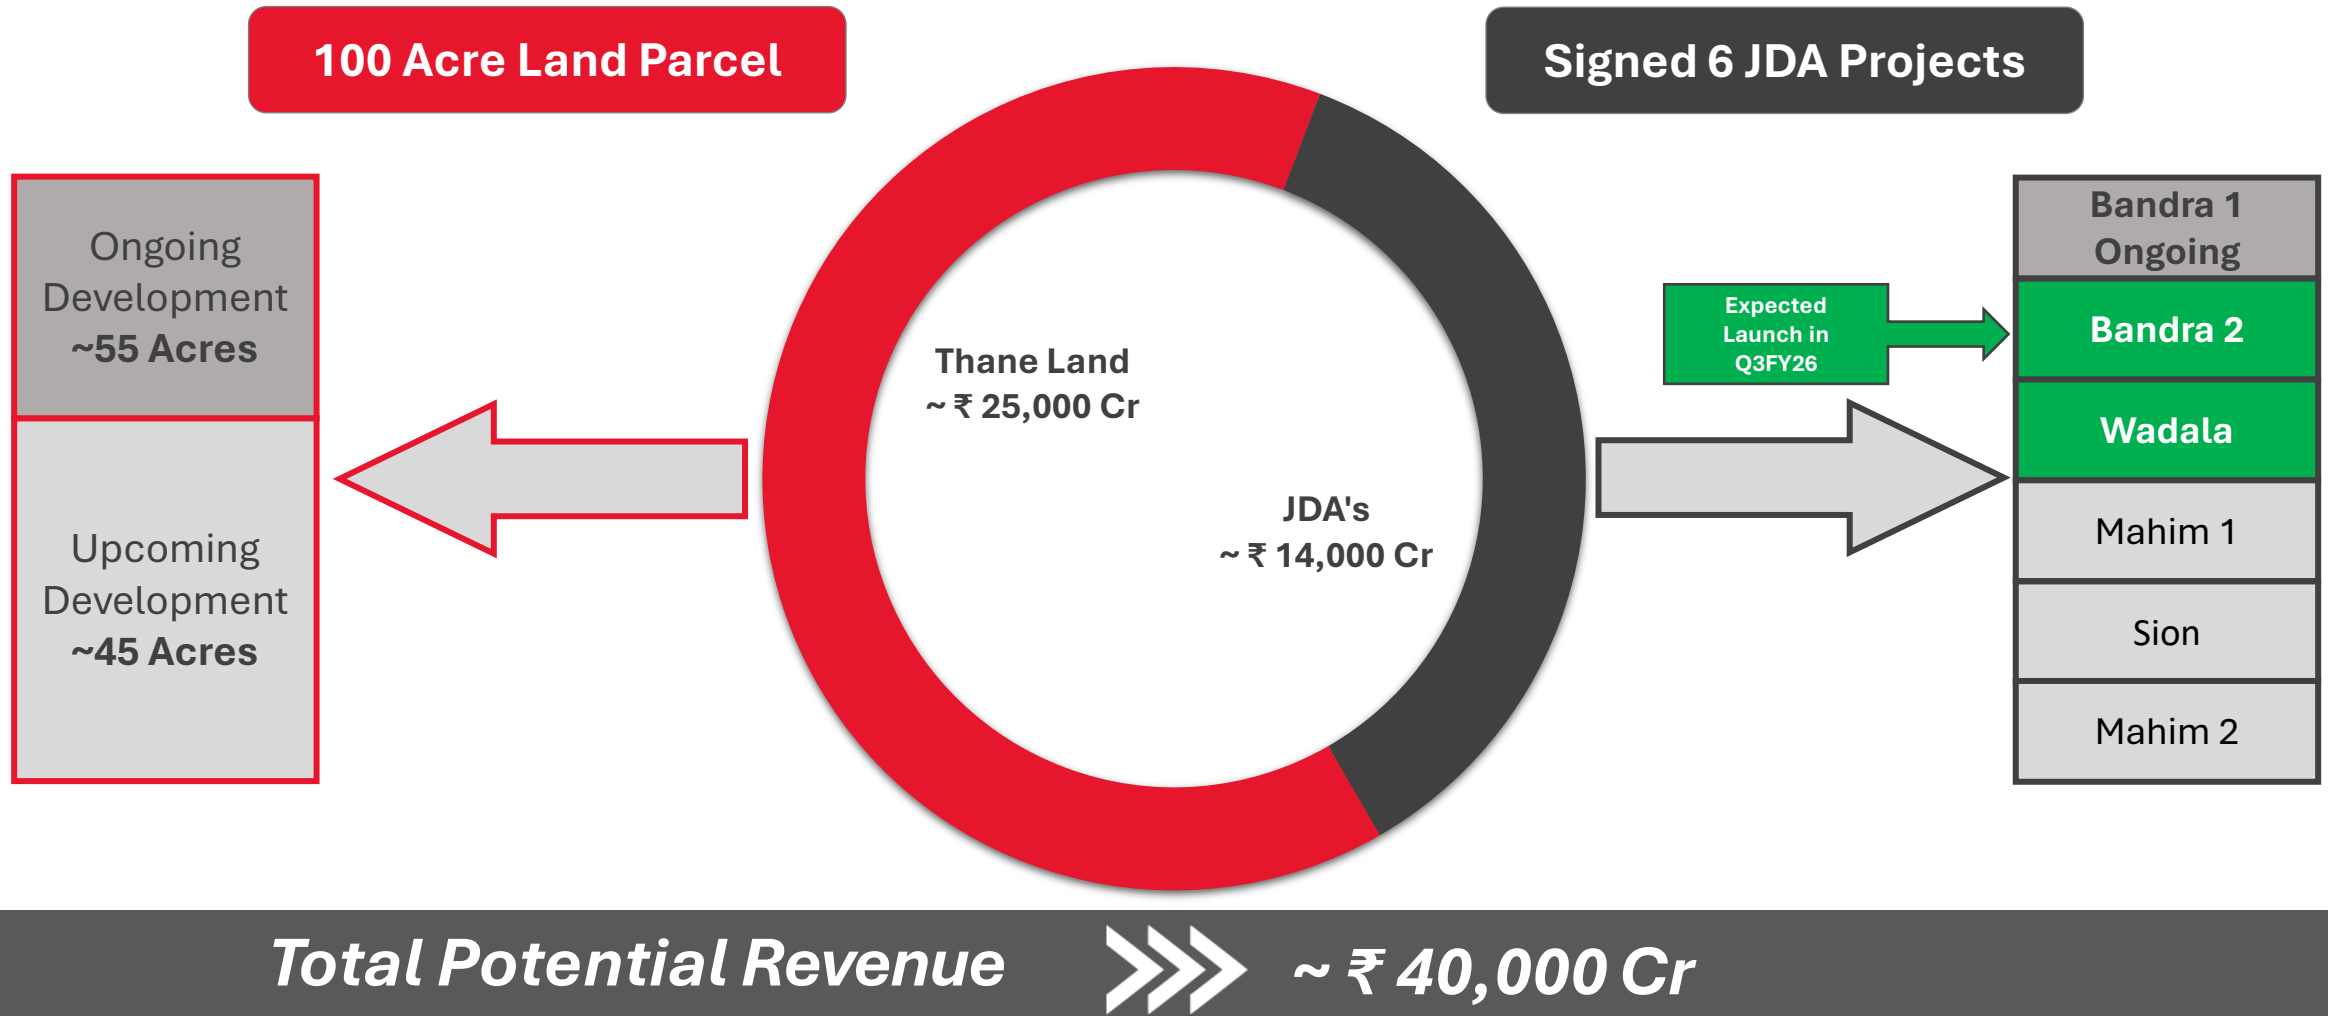 100 Acre Land Parcel
Signed 6 JDA Projects
Ongoing
Development
~55 Acres
Upcoming
Development
~45 Acres
Thane Land
~ ₹ 25,000 Cr
JDA's
~ ₹ 14,000 Cr
Expected
Launch in
Q3FY26
Bandra 1
Ongoing
Bandra 2
Wadala
Mahim 1
Sion
Mahim 2
Total Potential Revenue
~ ₹ 40,000 Cr